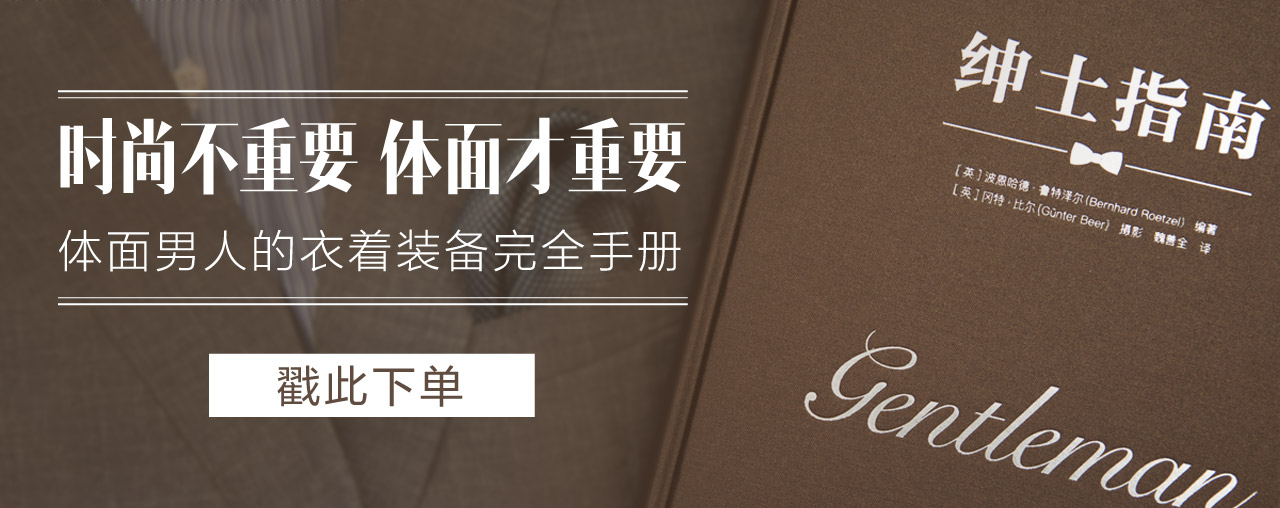 时尚不重要 体面才重要
体面男人的衣着装备完全手册
戳此下单
绅士指南
[英]波恩哈德·鲁特泽尔(Bernhard Roetzel) 编著
[英]冈特·比尔(Günter Beer) 摄影 魏善全 译
Gentleman